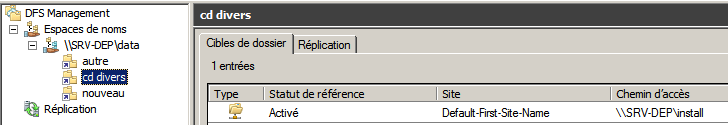 DFS Management
Espaces de noms
\\SRV-DEP\data
autre
cd divers
nouveau
Réplication
cd divers
Cibles de dossier Réplication
1 entrées
Type Statut de référence Site Chemin d'accès
Activé Default-First-Site-Name \\SRV-DEP\install